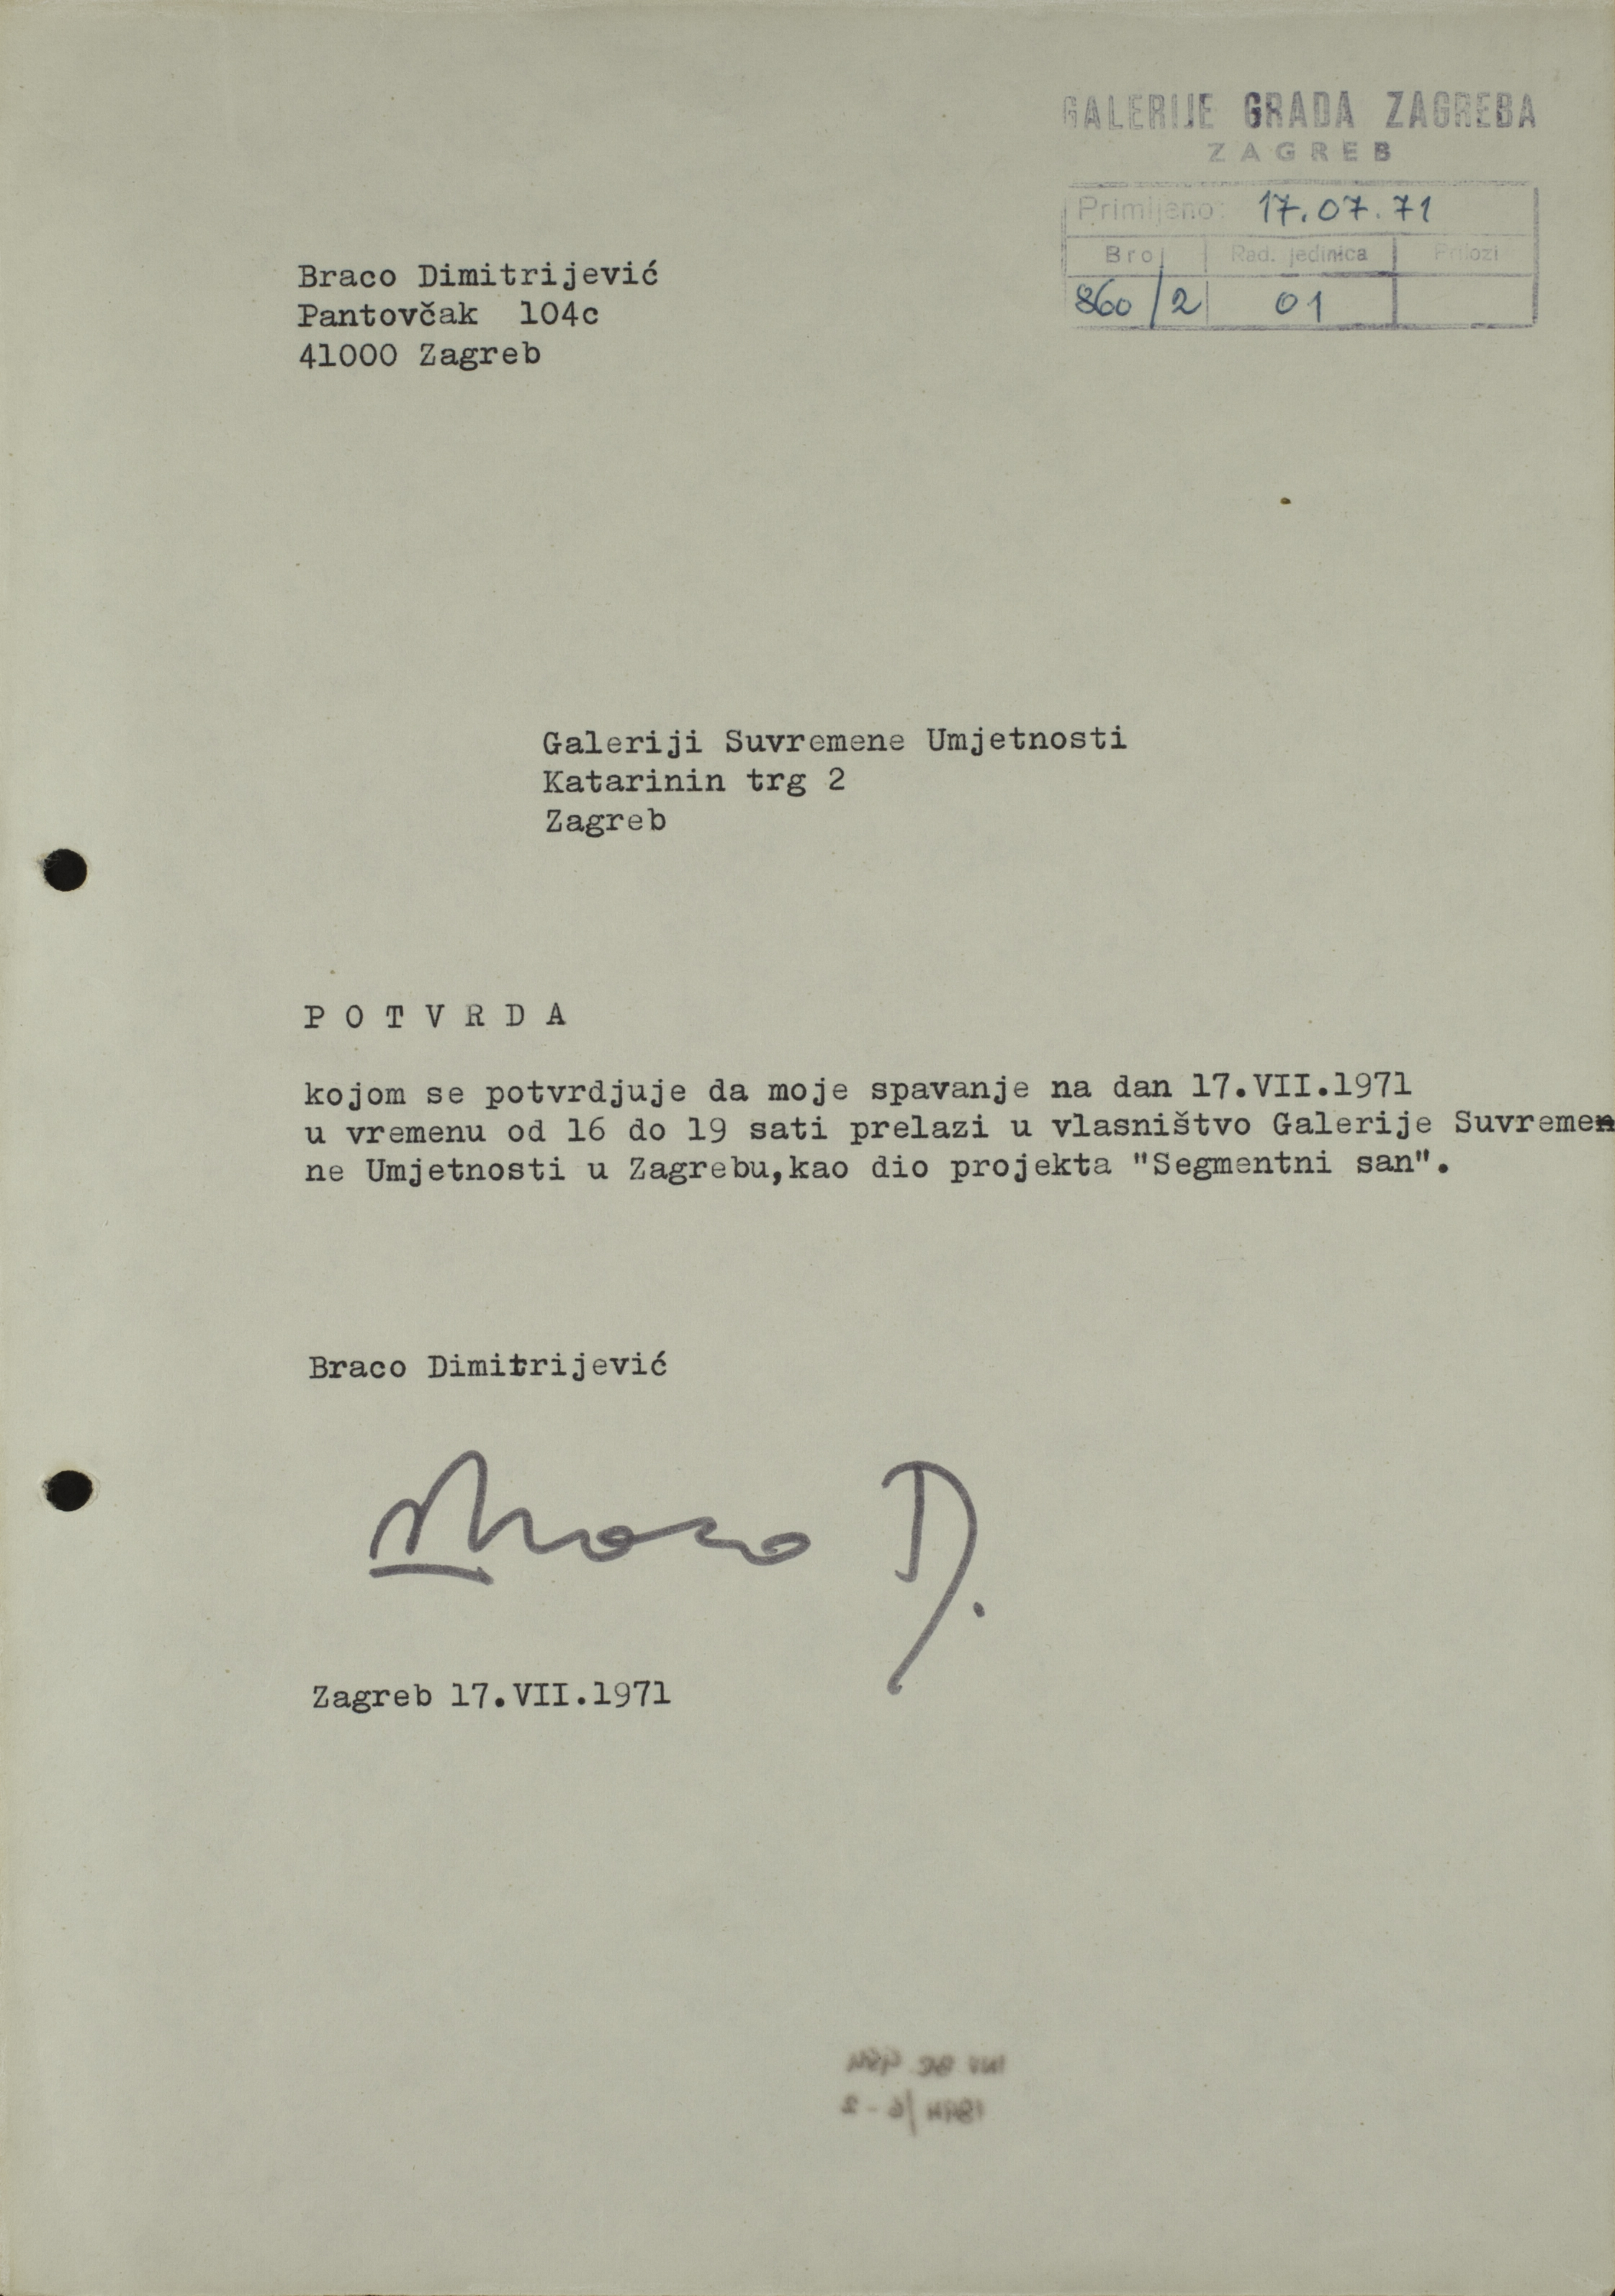 GALERIJE GRADA ZAGREBA
ZAGREB
Primljeno: 17.07.71
Broj Rad. jedinica Prilozi
860/2 01
Braco Dimitrijević
Pantovčak 104c
41000 Zagreb
Galeriji Suvremene Umjetnosti
Katarinin trg 2
Zagreb
P O T V R D A
kojom se potvrdjuje da moje spavanje na dan 17.VII.1971
u vremenu od 16 do 19 sati prelazi u vlasništvo Galerije Suvremen
ne Umjetnosti u Zagrebu,kao dio projekta "Segmentni san".
Braco Dimitrijević
Braco D.
Zagreb 17.VII.1971